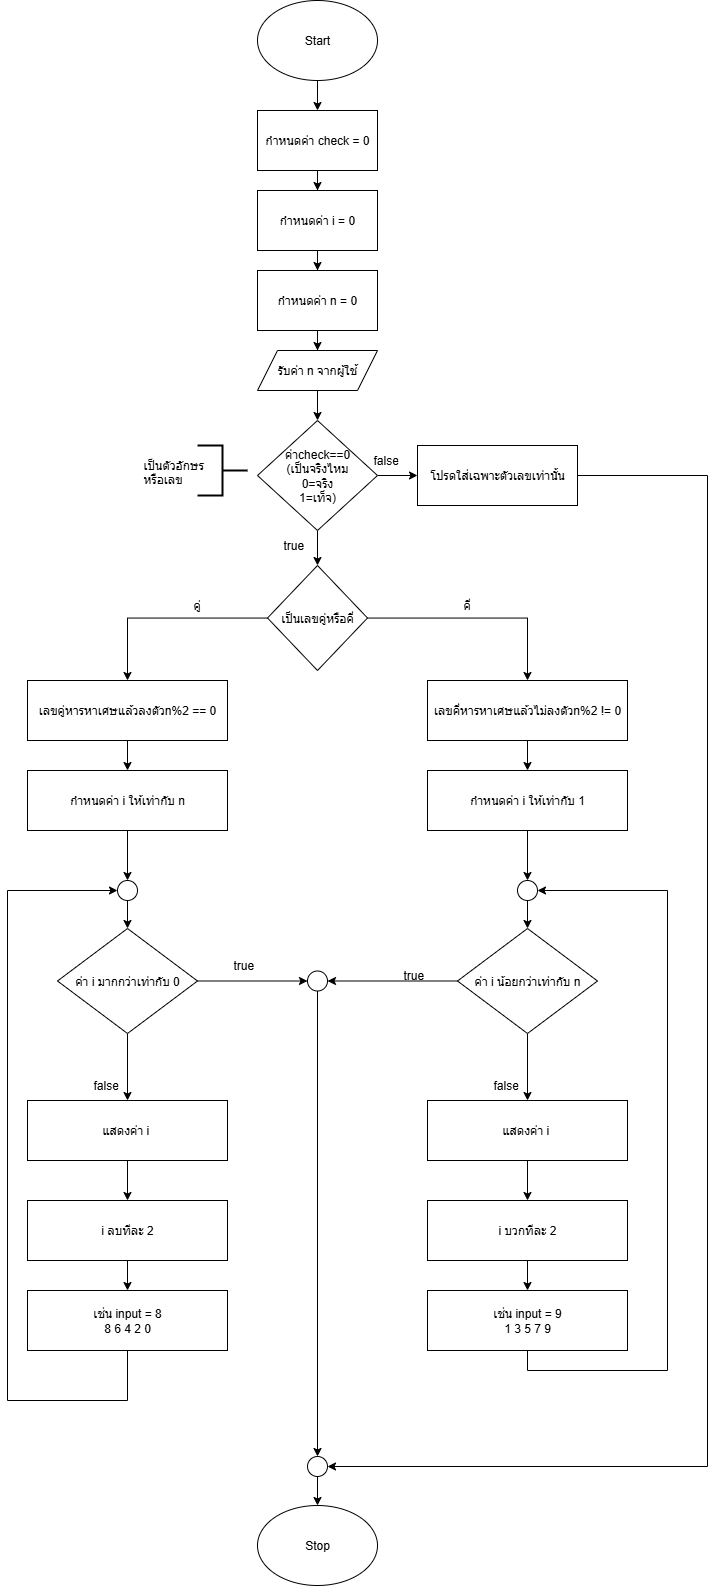 Start
กำหนดค่า check = 0
กำหนดค่า i = 0
กำหนดค่า n = 0
รับค่า n จากผู้ใช้
ค่าcheck==0
(เป็นจริงไหม
0=จริง
1=เท็จ)
เป็นตัวอักษร
หรือเลข
false
โปรดใส่เฉพาะตัวเลขเท่านั้น
true
เป็นเลขคู่หรือคี่
คู่
คี่
เลขคู่หารหาเศษแล้วลงตัวn%2 == 0
เลขคี่หารหาเศษแล้วไม่ลงตัวn%2 != 0
กำหนดค่า i ให้เท่ากับ n
กำหนดค่า i ให้เท่ากับ 1
ค่า i มากกว่าเท่ากับ 0
true
true
ค่า i น้อยกว่าเท่ากับ n
false
false
แสดงค่า i
แสดงค่า i
i ลบทีละ 2
i บวกทีละ 2
เช่น input = 8
8 6 4 2 0
เช่น input = 9
1 3 5 7 9
Stop